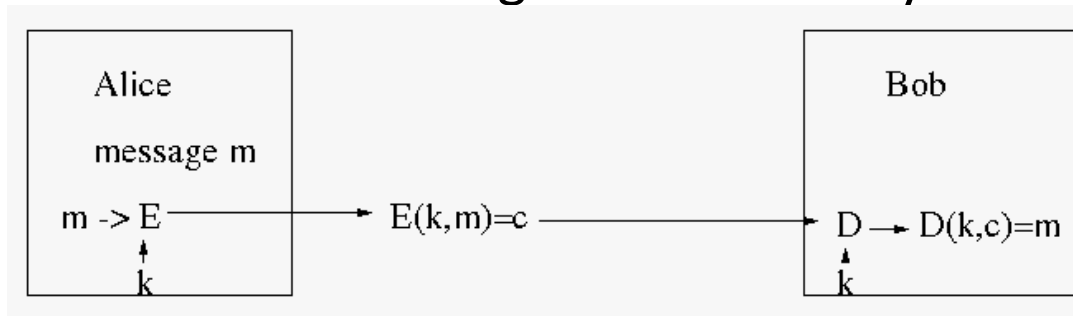 Alice
Bob
message m
m -> E
E(k,m)=c
D
D(k,c)=m
k
k